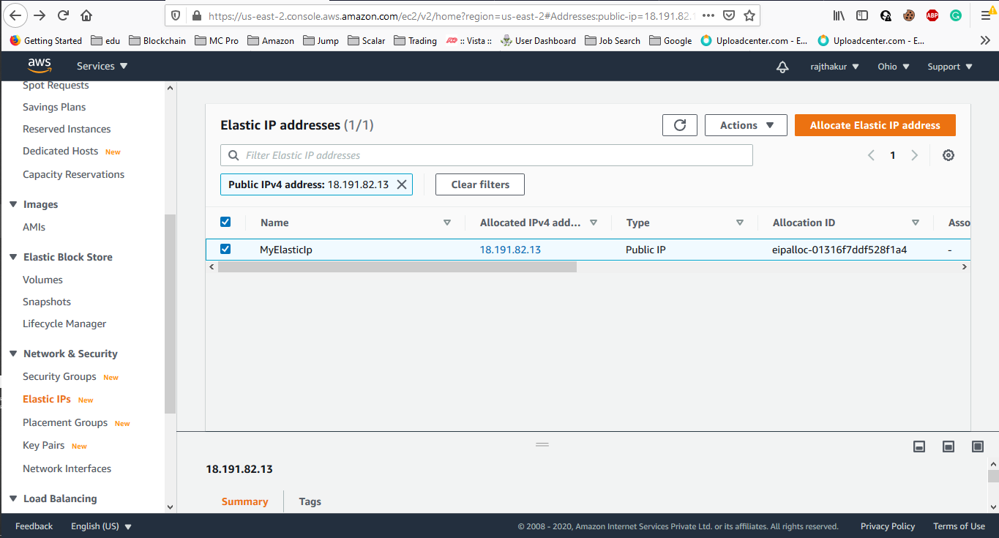 https://us-east-2.console.aws.amazon.com/ec2/v2/home?region=us-east-2#Addresses:public-ip=18.191.82.1
Getting Started edu Blockchain MC Pro Amazon Jump Scalar Trading :: Vista :: User Dashboard Job Search Google Uploadcenter.com - E... Uploadcenter.com - E...
aws Services rajthakur Ohio Support
Spot Requests
Savings Plans
Reserved Instances
Dedicated Hosts New
Capacity Reservations
Images
AMIs
Elastic Block Store
Volumes
Snapshots
Lifecycle Manager
Network & Security
Security Groups New
Elastic IPs New
Placement Groups New
Key Pairs New
Network Interfaces
Load Balancing
Elastic IP addresses (1/1) Actions Allocate Elastic IP address
Filter Elastic IP addresses 1
Public IPv4 address: 18.191.82.13 Clear filters
Name Allocated IPv4 add... Type Allocation ID Asso
MyElasticIp 18.191.82.13 Public IP eipalloc-01316f7ddf528f1a4 -
18.191.82.13
Summary Tags
Feedback English (US) © 2008 - 2020, Amazon Internet Services Private Ltd. or its affiliates. All rights reserved. Privacy Policy Terms of Use